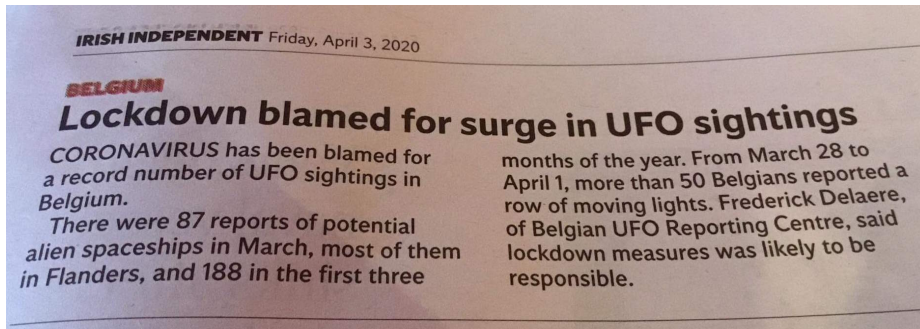 IRISH INDEPENDENT Friday, April 3, 2020
BELGIUM
Lockdown blamed for surge in UFO sightings
CORONAVIRUS has been blamed for
a record number of UFO sightings in
Belgium.
There were 87 reports of potential
alien spaceships in March, most of them
in Flanders, and 188 in the first three
months of the year. From March 28 to
April 1, more than 50 Belgians reported a
row of moving lights. Frederick Delaere,
of Belgian UFO Reporting Centre, said
lockdown measures was likely to be
responsible.